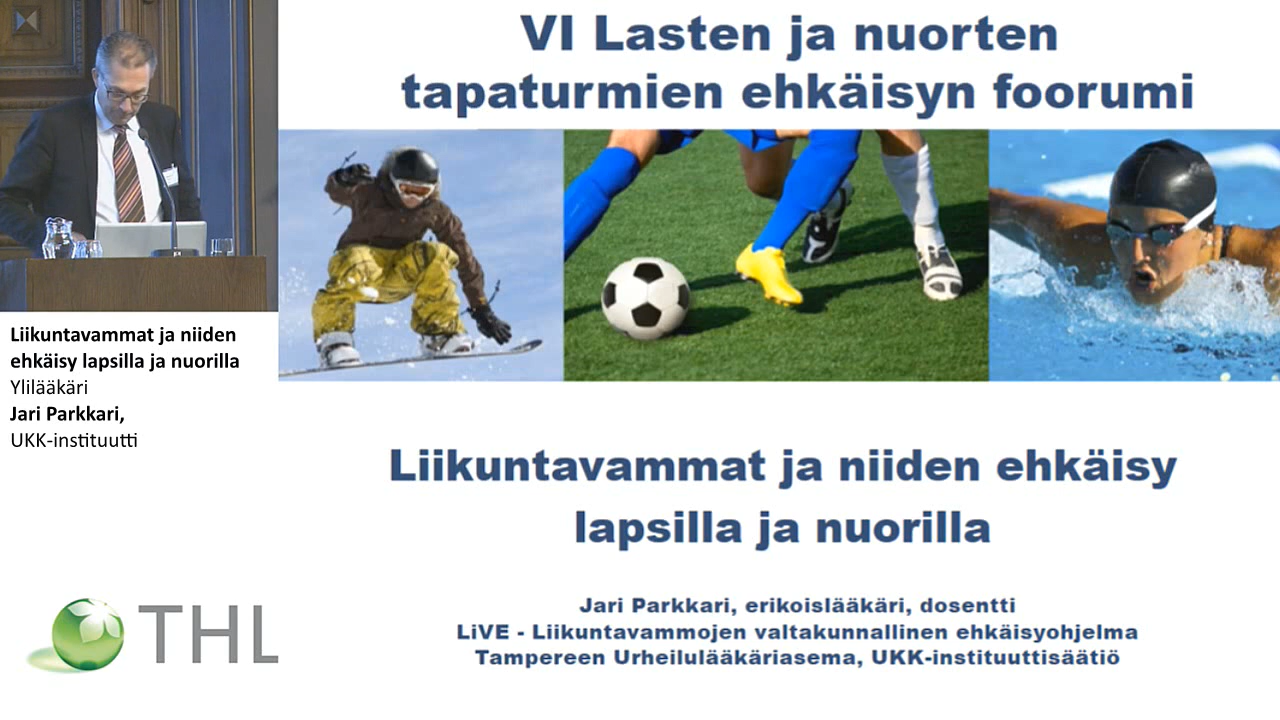 VI Lasten ja nuorten
tapaturmien ehkäisyn foorumi
Liikuntavammat ja niiden
ehkäisy lapsilla ja nuorilla
Ylilääkäri
Jari Parkkari,
UKK-instituutti
Liikuntavammat ja niiden ehkäisy
lapsilla ja nuorilla
Jari Parkkari, erikoislääkäri, dosentti
LiVE - Liikuntavammojen valtakunnallinen ehkäisyohjelma
Tampereen Urheilulääkäriasema, UKK-instituuttisäätiö
THL